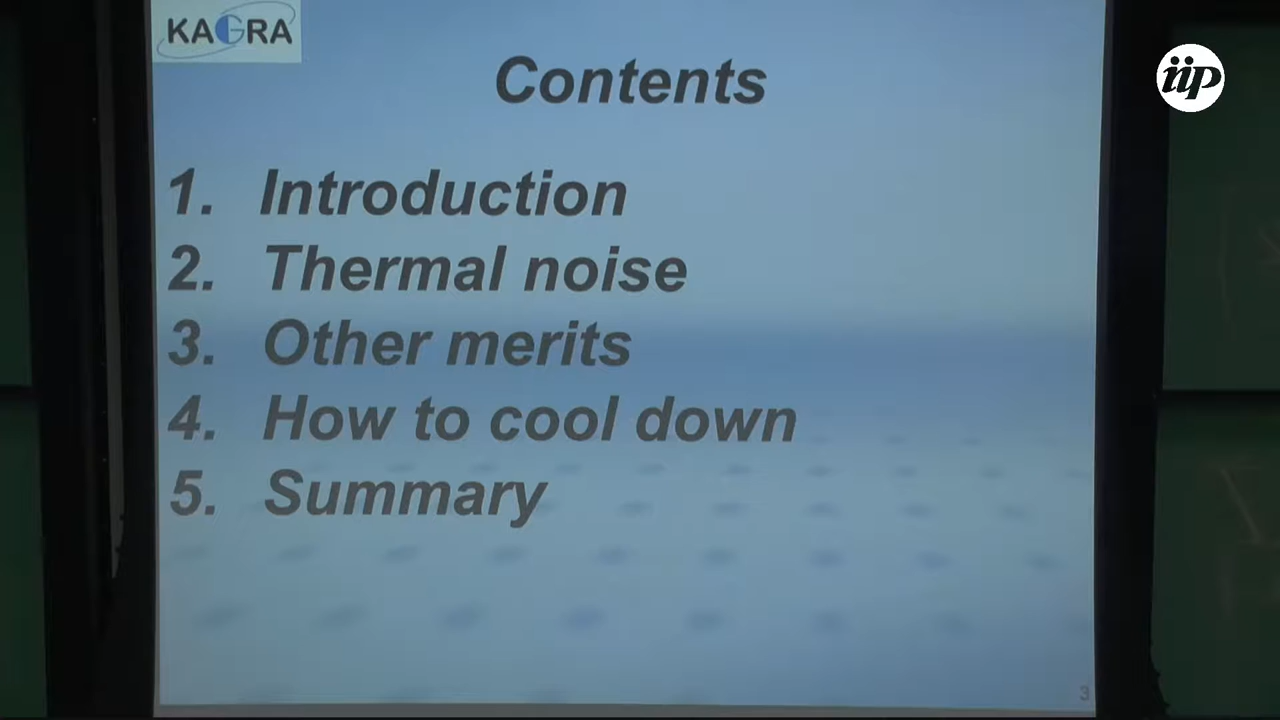 KAGRA
iip
Contents
1. Introduction
2. Thermal noise
3. Other merits
4. How to cool down
5. Summary
3